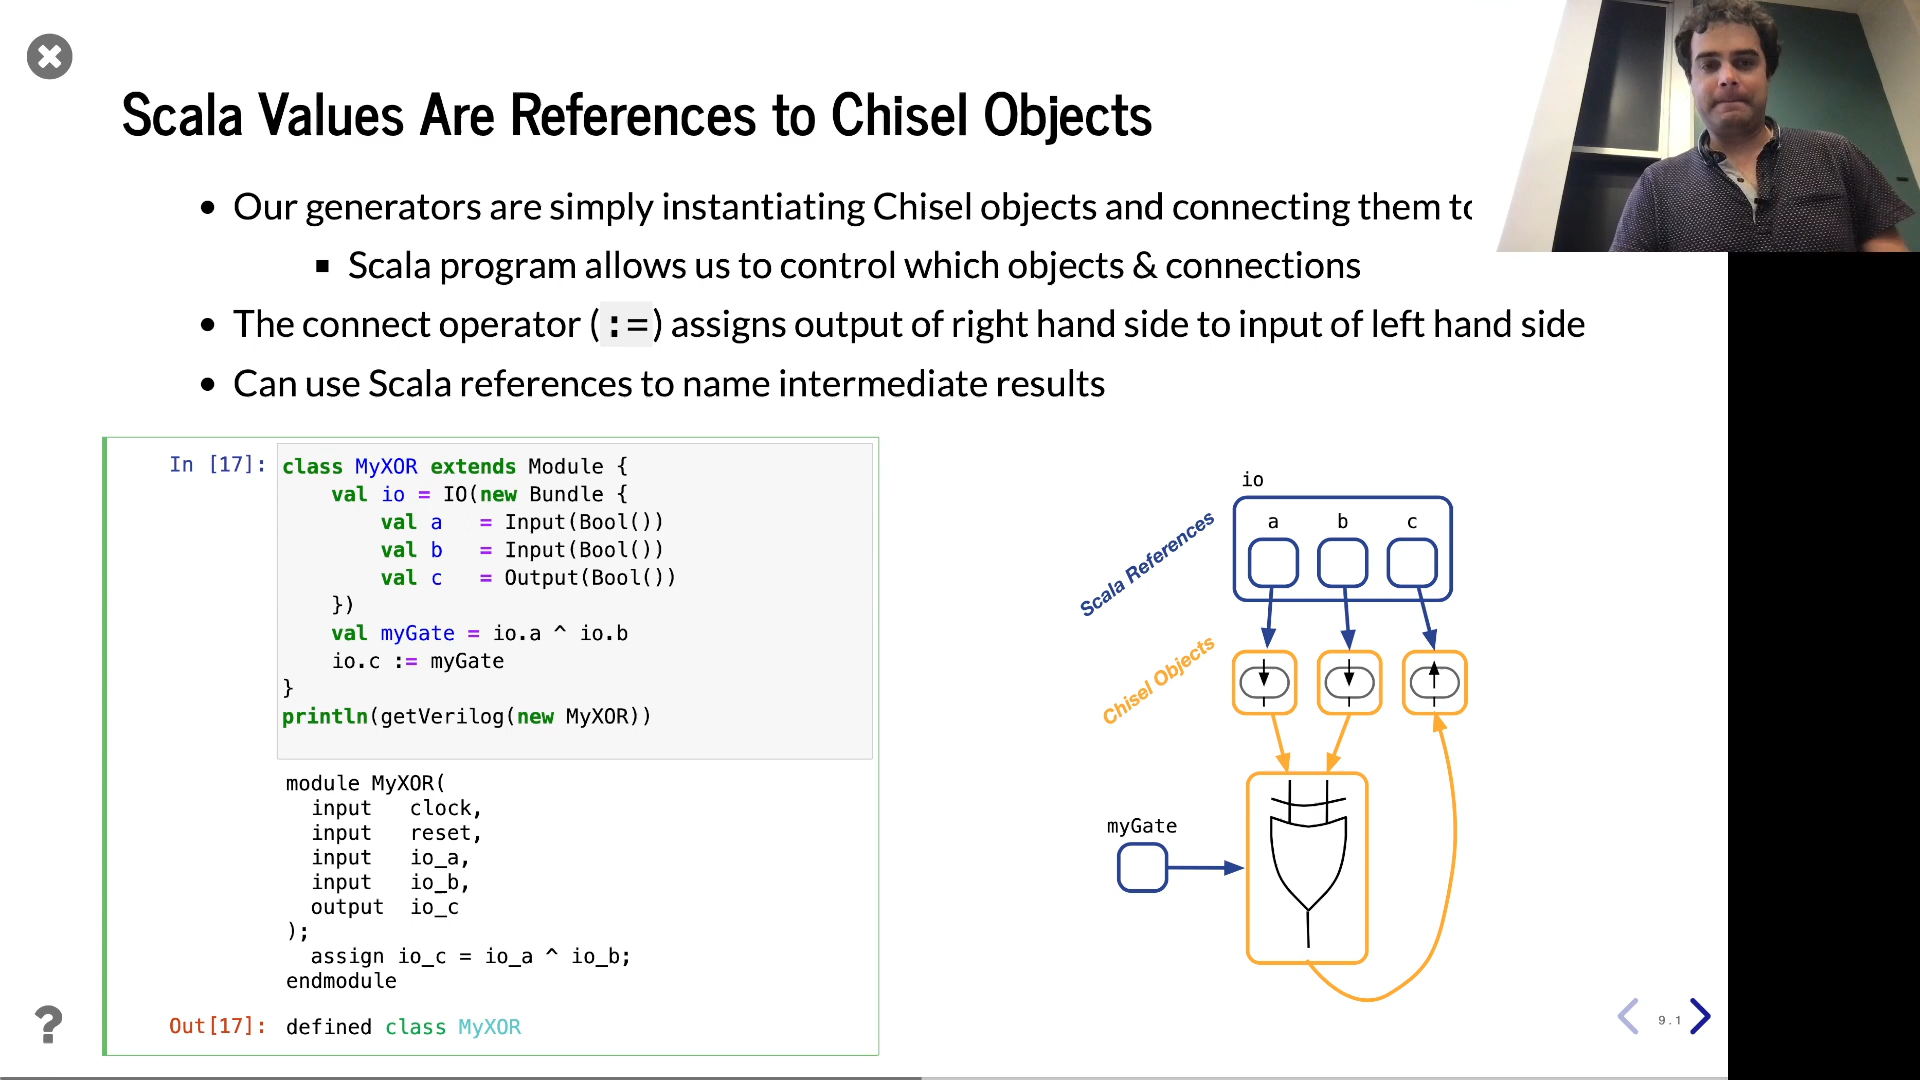 Scala Values Are References to Chisel Objects
• Our generators are simply instantiating Chisel objects and connecting them
▪ Scala program allows us to control which objects & connections
• The connect operator (:=) assigns output of right hand side to input of left hand side
• Can use Scala references to name intermediate results
In [17]: class MyXOR extends Module {
val io = IO(new Bundle {
val a = Input(Bool())
val b = Input(Bool())
val c = Output(Bool())
})
val myGate = io.a ^ io.b
io.c := myGate
}
println(getVerilog(new MyXOR))
module MyXOR(
input clock,
input reset,
input io_a,
input io_b,
output io_c
);
assign io_c = io_a ^ io_b;
endmodule
Out[17]: defined class MyXOR
io
a b c
Scala References
Chisel Objects
myGate
?
9.1